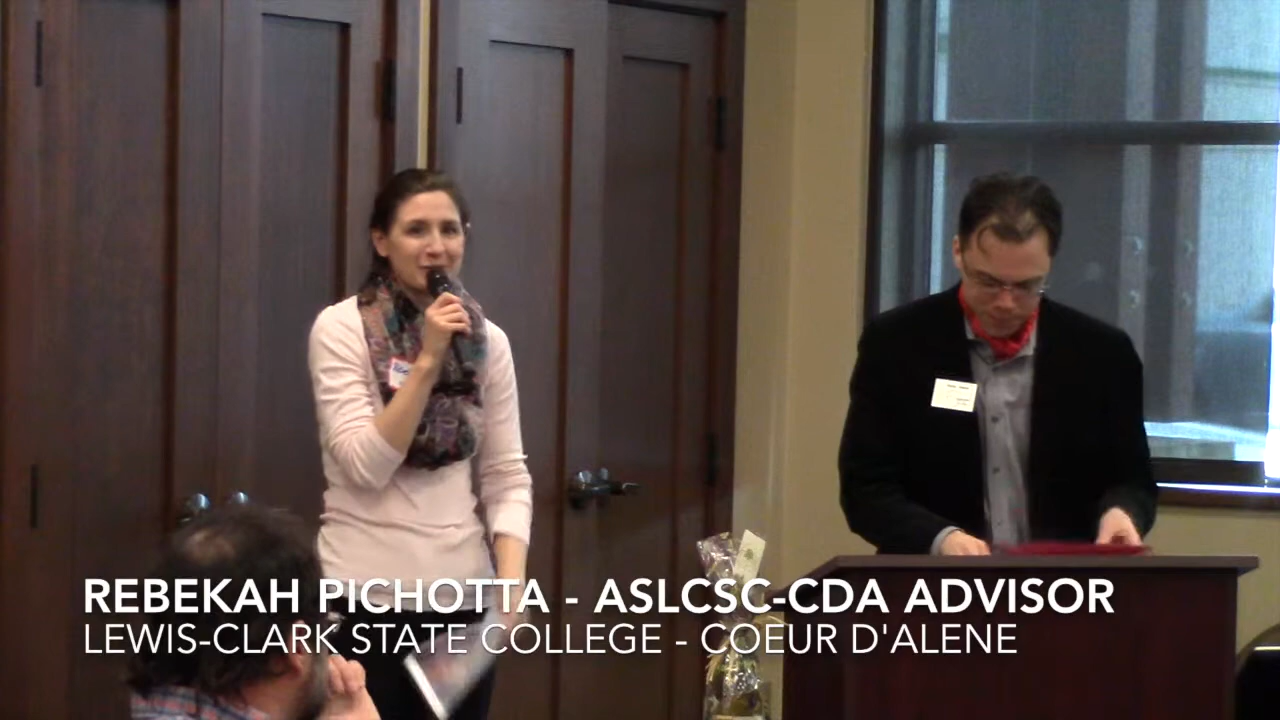 REBEKAH PICHOTTA - ASLCSC-CDA ADVISOR
LEWIS-CLARK STATE COLLEGE - COEUR D'ALENE